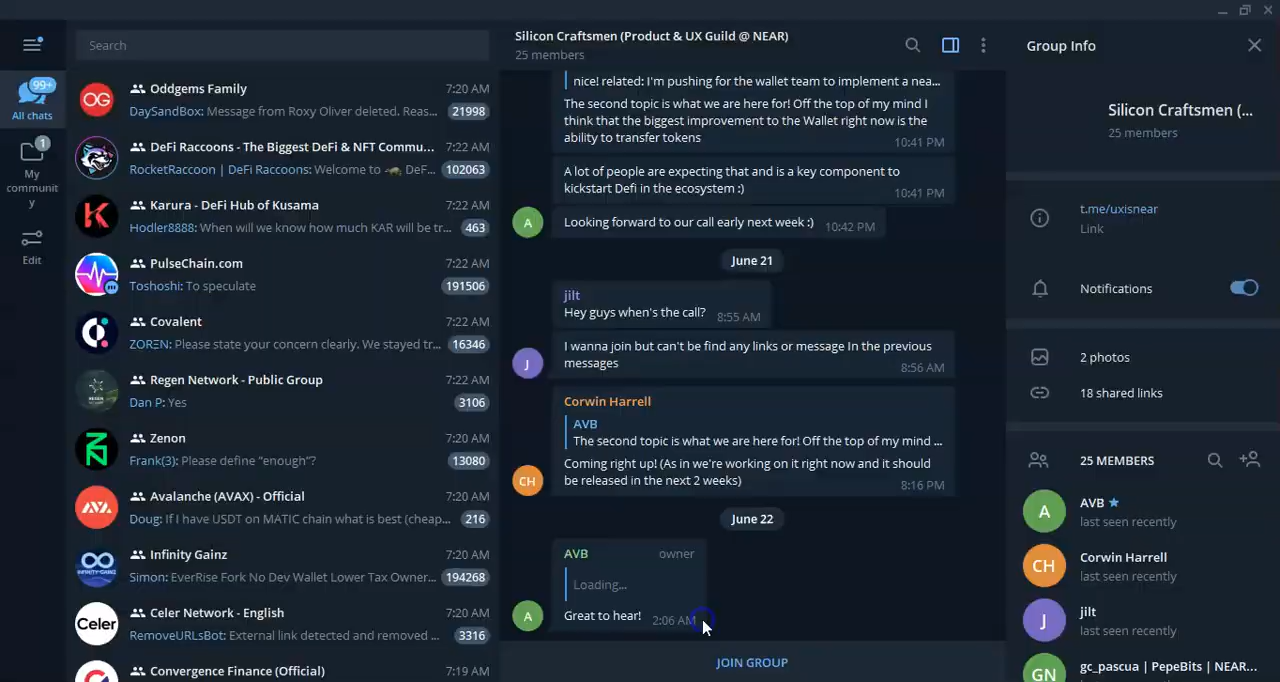 99+
All chats
1
My
communit
y
Edit
Search
OG
Oddgems Family
7:20 AM
DaySandBox: Message from Roxy Oliver deleted. Reas...
21998
DeFi Raccoons - The Biggest DeFi & NFT Commu...
7:22 AM
RocketRaccoon | DeFi Raccoons: Welcome to 🐢 DeF...
102063
Karura - DeFi Hub of Kusama
7:22 AM
Hodler8888: When will we know how much KAR will be tr...
463
PulseChain.com
7:22 AM
Toshoshi: To speculate
191506
Covalent
7:22 AM
ZOREN: Please state your concern clearly. We stayed tr...
16346
Regen Network - Public Group
7:22 AM
Dan P: Yes
3106
Zenon
7:20 AM
Frank(3): Please define “enough”?
13080
Avalanche (AVAX) - Official
7:20 AM
Doug: If I have USDT on MATIC chain what is best (cheap...
216
Infinity Gainz
7:20 AM
Simon: EverRise Fork No Dev Wallet Lower Tax Owner...
194268
Celer
Celer Network - English
7:20 AM
RemoveURLsBot: External link detected and removed ...
3316
Convergence Finance (Official)
7:19 AM
Silicon Craftsmen (Product & UX Guild @ NEAR)
25 members
nice! related: I'm pushing for the wallet team to implement a nea...
The second topic is what we are here for! Off the top of my mind I
think that the biggest improvement to the Wallet right now is the
ability to transfer tokens
10:41 PM
A lot of people are expecting that and is a key component to
kickstart Defi in the ecosystem :)
10:41 PM
A
Looking forward to our call early next week :)
10:42 PM
June 21
jilt
Hey guys when's the call?
8:55 AM
I wanna join but can't be find any links or message In the previous
messages
8:56 AM
J
Corwin Harrell
AVB
The second topic is what we are here for! Off the top of my mind ...
Coming right up! (As in we're working on it right now and it should
be released in the next 2 weeks)
8:16 PM
CH
June 22
AVB
owner
Loading...
Great to hear!
2:06 AM
A
JOIN GROUP
Group Info
Silicon Craftsmen (...
25 members
t.me/uxisnear
Link
Notifications
2 photos
18 shared links
25 MEMBERS
A
AVB
last seen recently
CH
Corwin Harrell
last seen recently
J
jilt
last seen recently
GN
gc_pascua | PepeBits | NEAR...